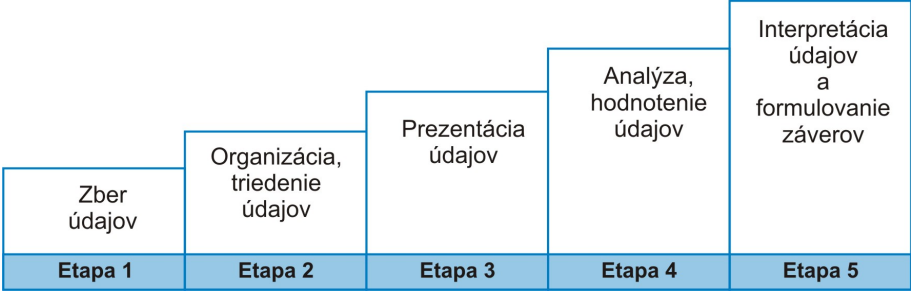 Zber
údajov
Etapa 1
Organizácia,
triedenie
údajov
Etapa 2
Prezentácia
údajov
Etapa 3
Analýza,
hodnotenie
údajov
Etapa 4
Interpretácia
údajov
a
formulovanie
záverov
Etapa 5